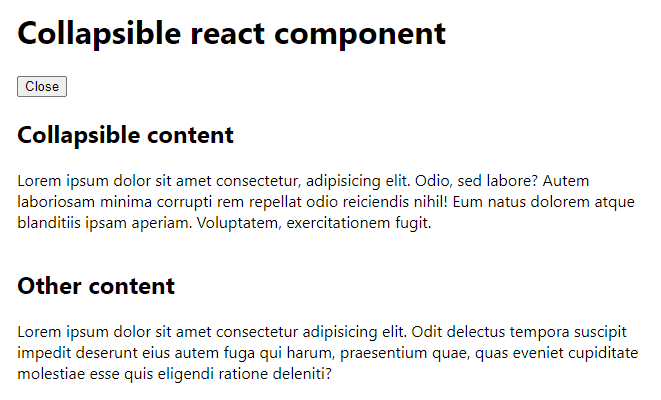 Collapsible react component
Close
Collapsible content
Lorem ipsum dolor sit amet consectetur, adipisicing elit. Odio, sed labore? Autem
laboriosam minima corrupti rem repellat odio reiciendis nihil! Eum natus dolorem atque
blanditiis ipsam aperiam. Voluptatem, exercitationem fugit.
Other content
Lorem ipsum dolor sit amet consectetur adipisicing elit. Odit delectus tempora suscipit
impedit deserunt eius autem fuga qui harum, praesentium quae, quas eveniet cupiditate
molestiae esse quis eligendi ratione deleniti?